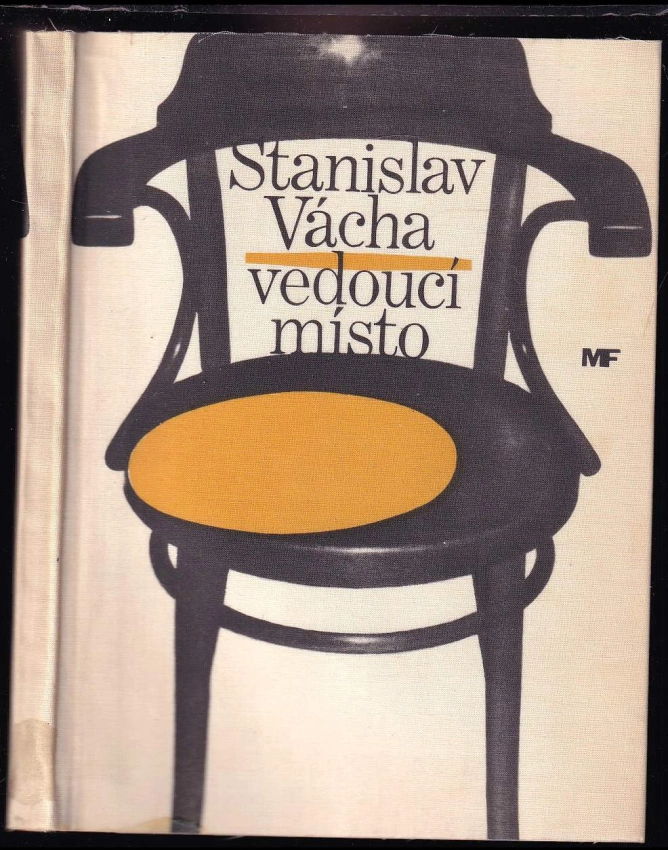 Stanislav
Vácha
vedoucí
místo
MF